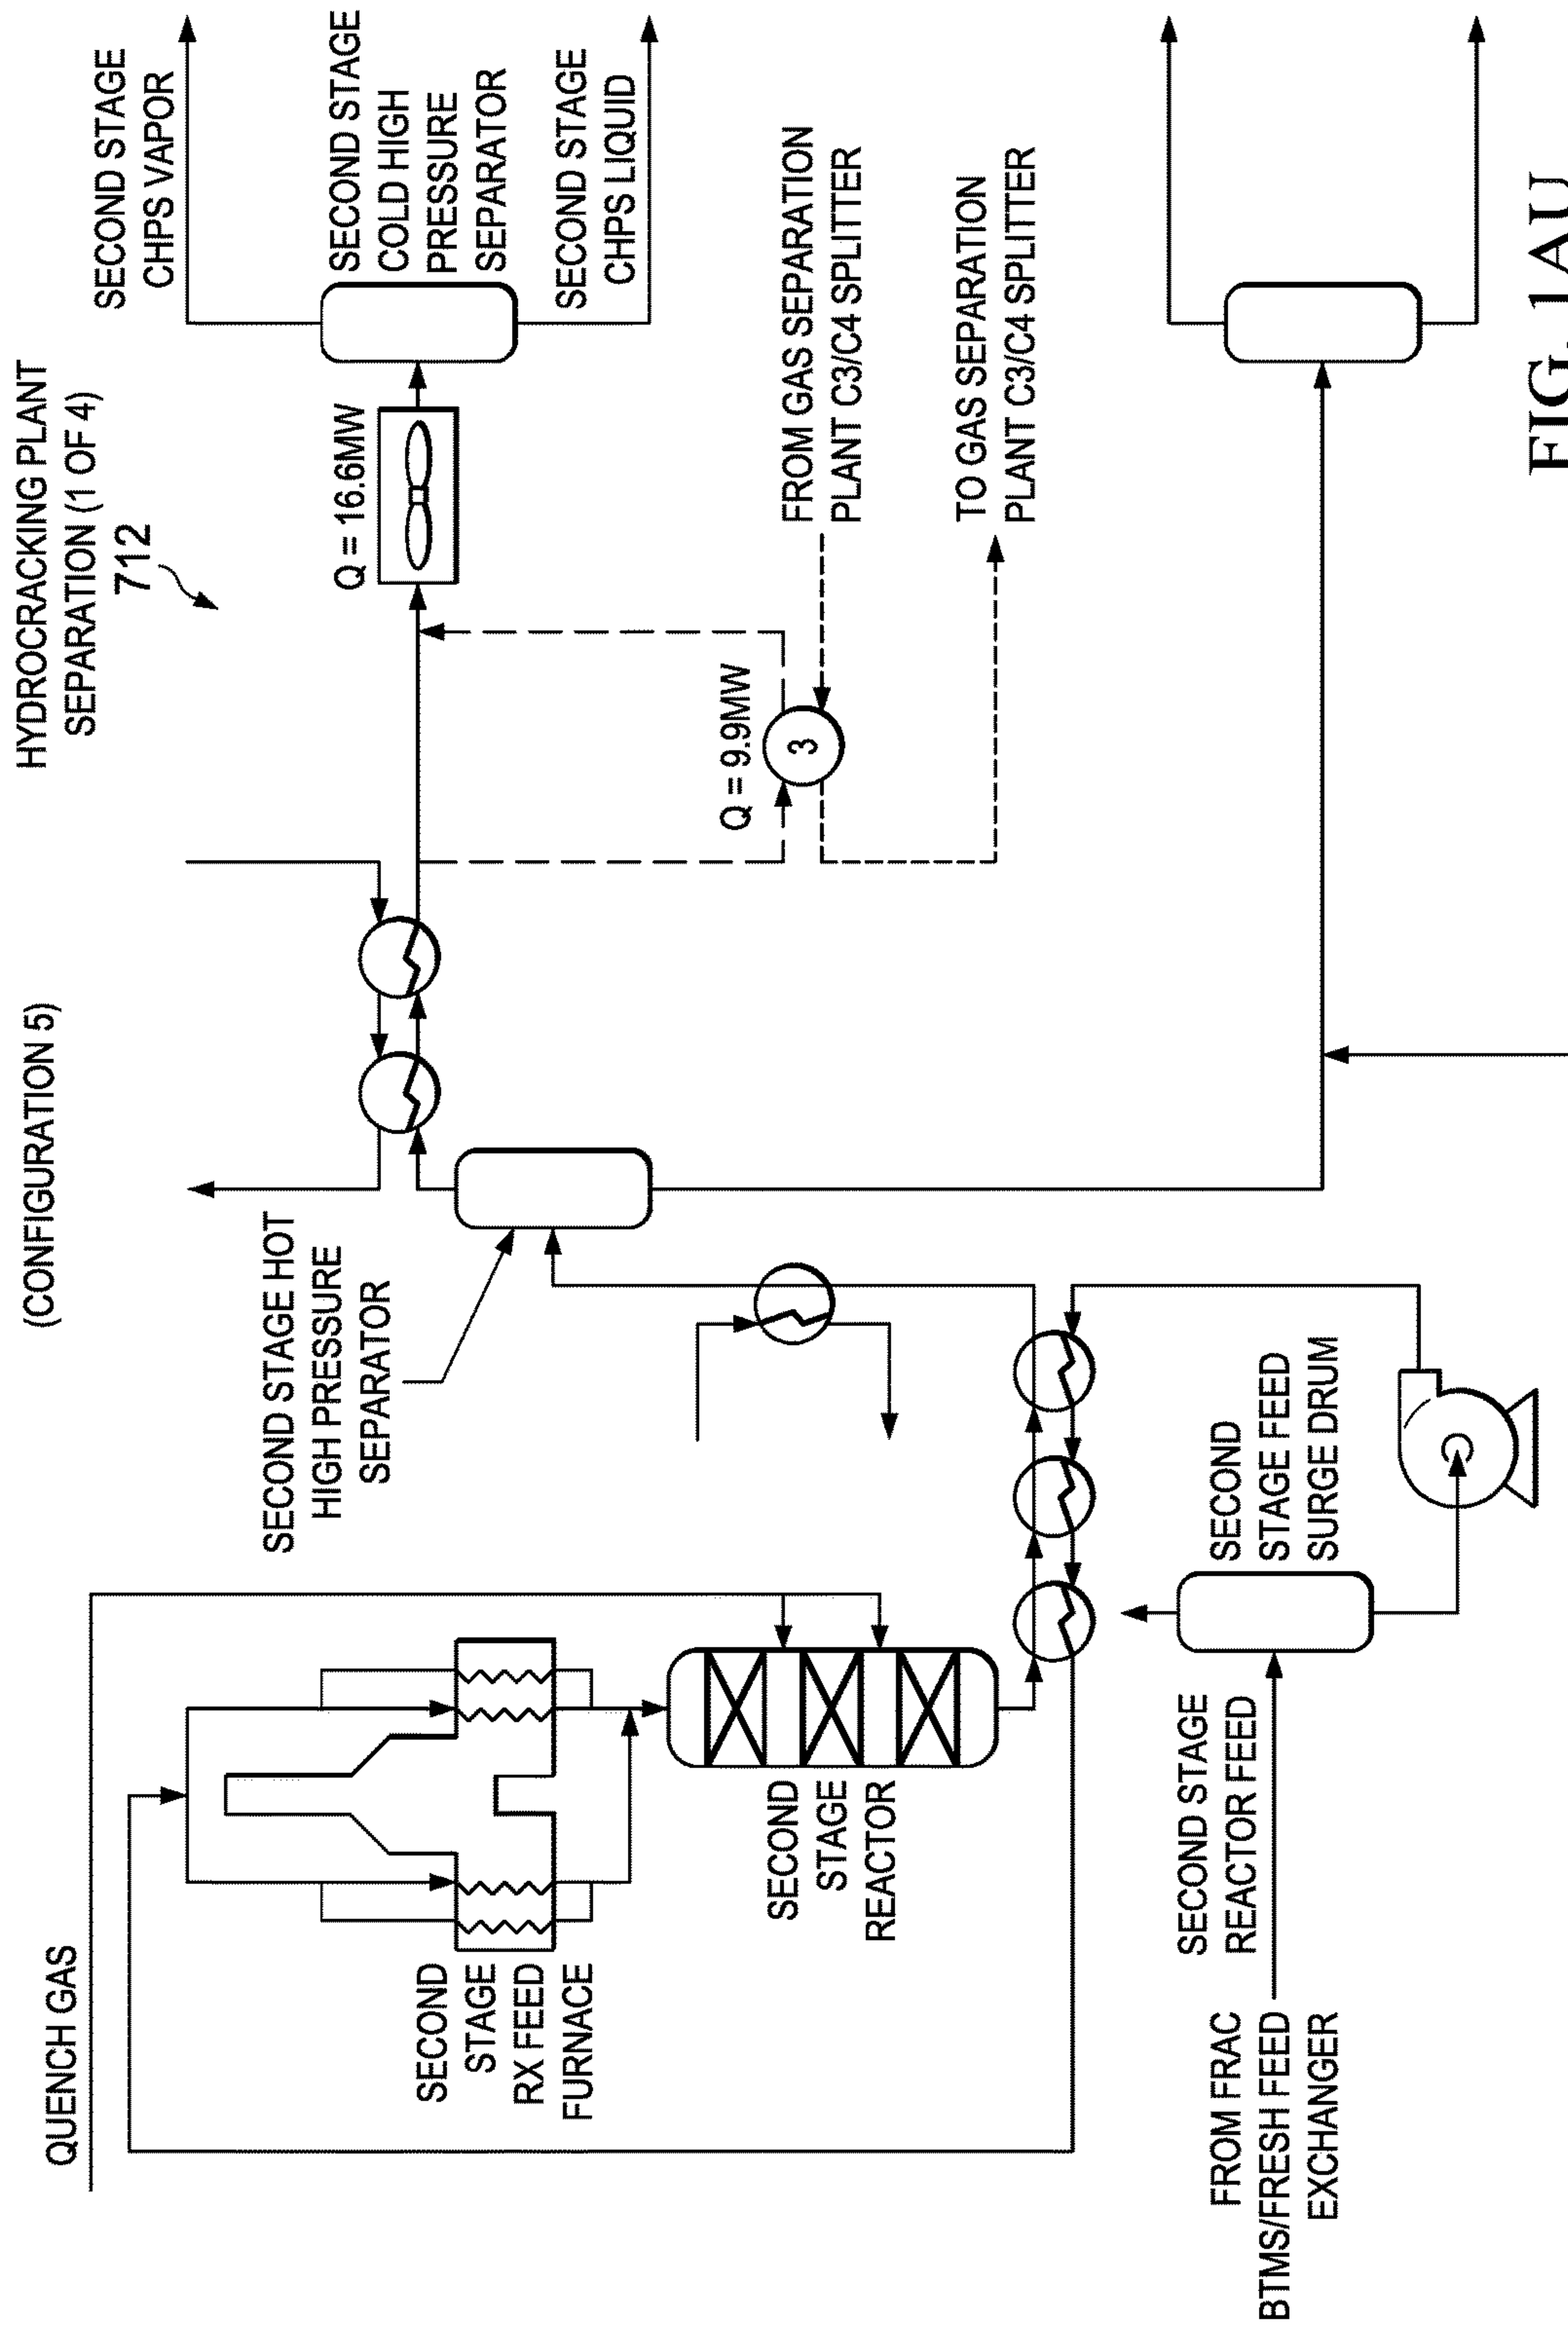 HYDROCRACKING PLANT
SEPARATION (1 OF 4)
712
(CONFIGURATION 5)
QUENCH GAS
SECOND STAGE
CHPS VAPOR
SECOND STAGE
COLD HIGH
PRESSURE
SEPARATOR
SECOND STAGE
CHPS LIQUID
Q = 16.6MW
FROM GAS SEPARATION
PLANT C3/C4 SPLITTER
TO GAS SEPARATION
PLANT C3/C4 SPLITTER
Q = 9.9MW
3
SECOND STAGE HOT
HIGH PRESSURE
SEPARATOR
SECOND
STAGE
RX FEED
FURNACE
SECOND
STAGE
REACTOR
SECOND
STAGE FEED
SURGE DRUM
SECOND STAGE
REACTOR FEED
FROM FRAC
BTMS/FRESH FEED
EXCHANGER
FIG. 1AU